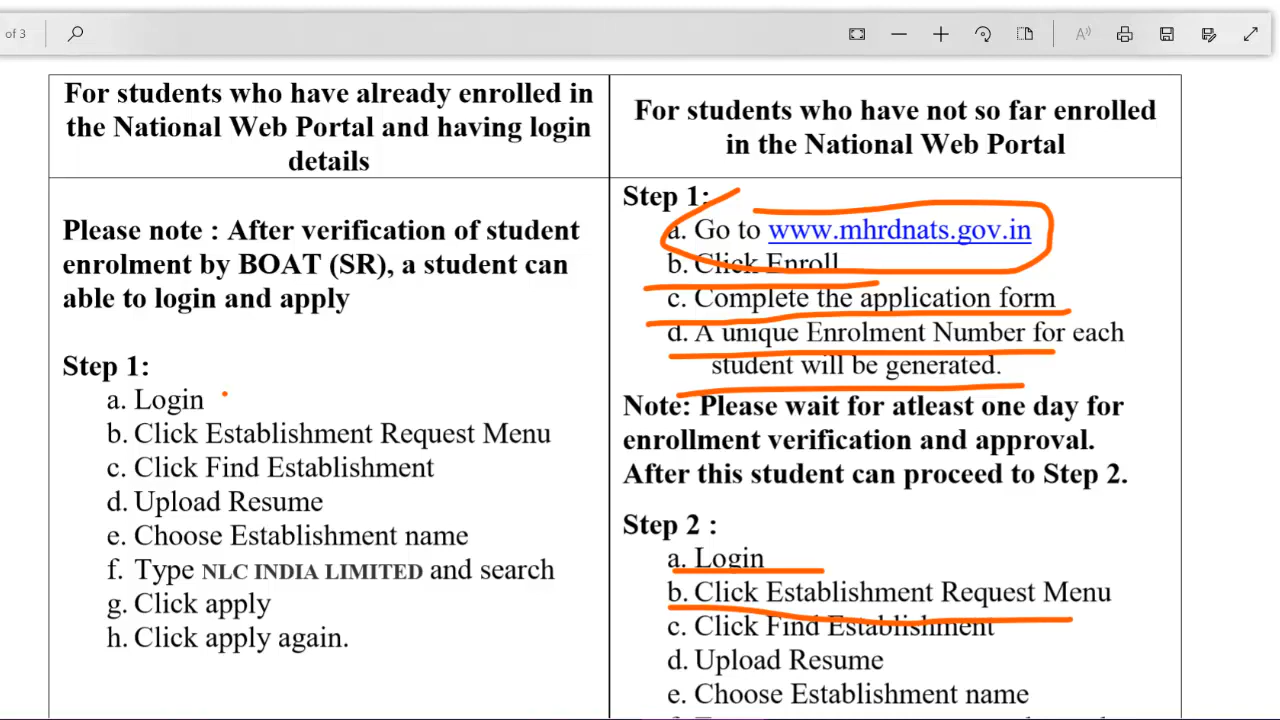 of 3
For students who have already enrolled in
the National Web Portal and having login
details
Please note : After verification of student
enrolment by BOAT (SR), a student can
able to login and apply
Step 1:
a. Login
b. Click Establishment Request Menu
c. Click Find Establishment
d. Upload Resume
e. Choose Establishment name
f. Type NLC INDIA LIMITED and search
g. Click apply
h. Click apply again.
For students who have not so far enrolled
in the National Web Portal
Step 1:
a. Go to www.mhrdnats.gov.in
b. Click Enroll
c. Complete the application form
d. A unique Enrolment Number for each
student will be generated.
Note: Please wait for atleast one day for
enrollment verification and approval.
After this student can proceed to Step 2.
Step 2 :
a. Login
b. Click Establishment Request Menu
c. Click Find Establishment
d. Upload Resume
e. Choose Establishment name